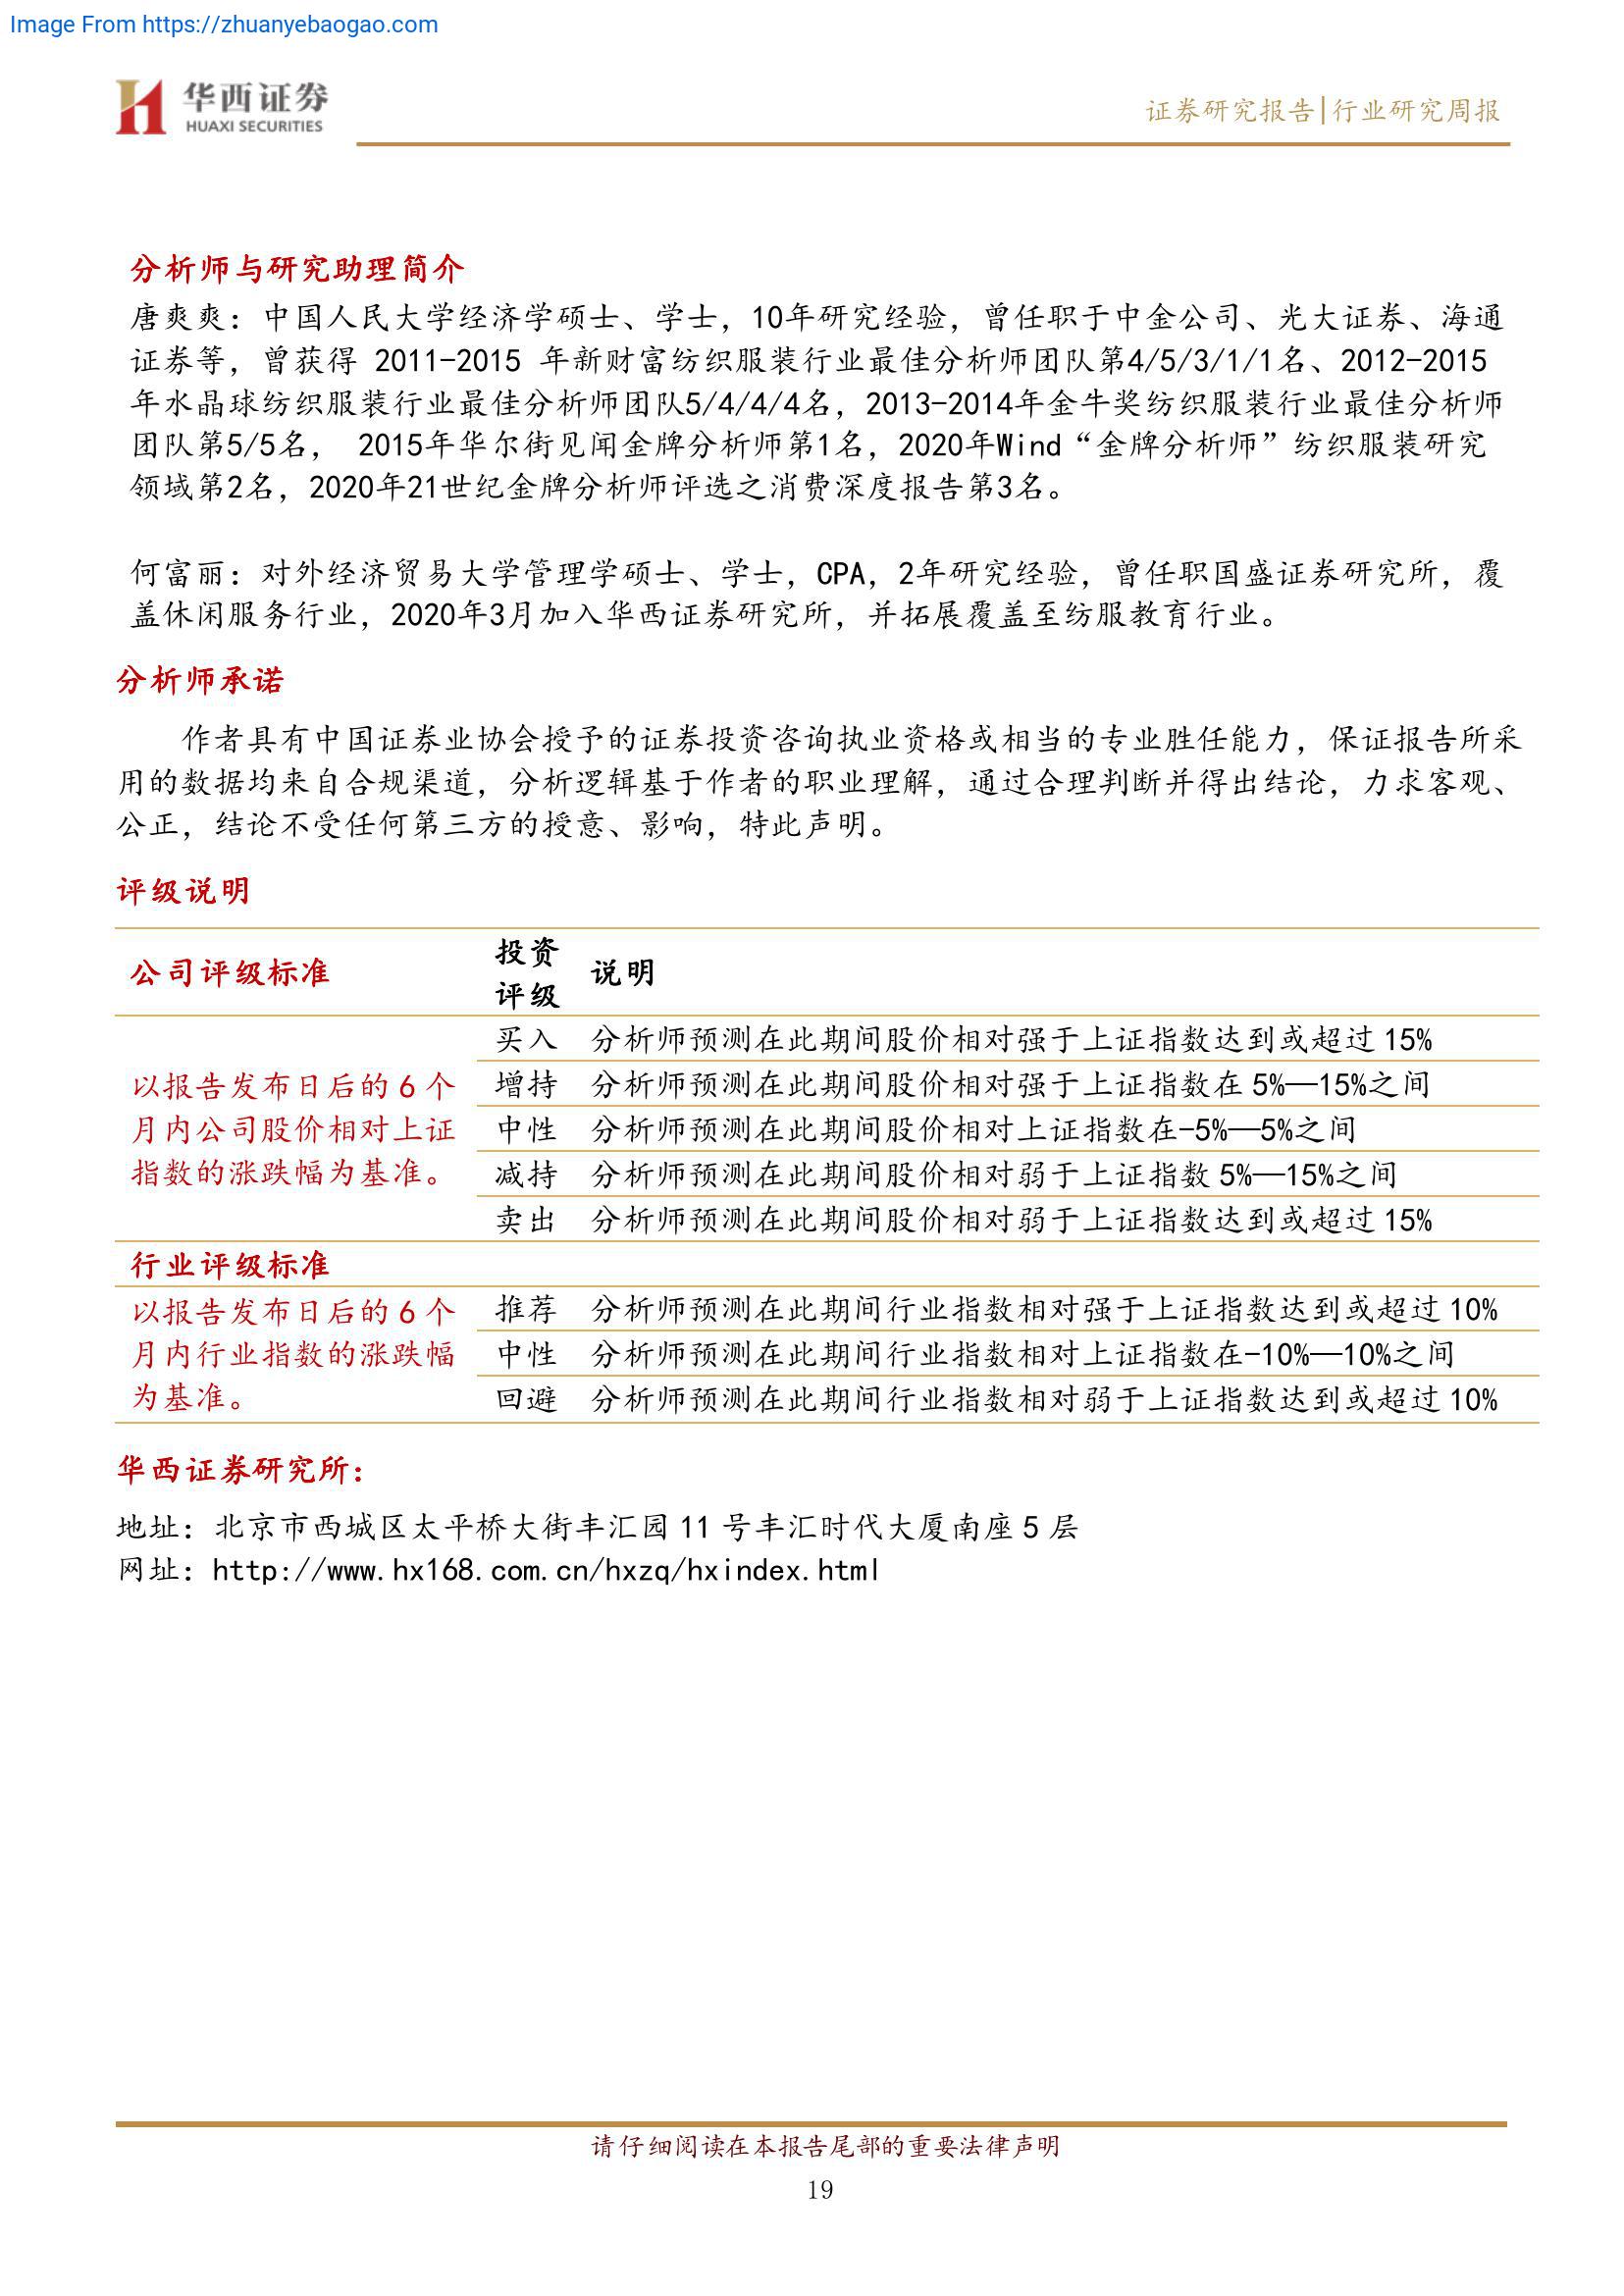 Image From https://zhuanyebaogao.com
华西证券
HUAXI SECURITIES
证券研究报告|行业研究周报
分析师与研究助理简介
唐爽爽：中国人民大学经济学硕士、学士，10年研究经验，曾任职于中金公司、光大证券、海通
证券等，曾获得 2011-2015 年新财富纺织服装行业最佳分析师团队第4/5/3/1/1名、2012-2015
年水晶球纺织服装行业最佳分析师团队5/4/4/4名，2013-2014年金牛奖纺织服装行业最佳分析师
团队第5/5名， 2015年华尔街见闻金牌分析师第1名，2020年Wind“金牌分析师”纺织服装研究
领域第2名，2020年21世纪金牌分析师评选之消费深度报告第3名。
何富丽：对外经济贸易大学管理学硕士、学士，CPA，2年研究经验，曾任职国盛证券研究所，覆
盖休闲服务行业，2020年3月加入华西证券研究所，并拓展覆盖至纺服教育行业。
分析师承诺
作者具有中国证券业协会授予的证券投资咨询执业资格或相当的专业胜任能力，保证报告所采
用的数据均来自合规渠道，分析逻辑基于作者的职业理解，通过合理判断并得出结论，力求客观、
公正，结论不受任何第三方的授意、影响，特此声明。
评级说明
公司评级标准
投资
评级
说明
以报告发布日后的 6 个
月内公司股价相对上证
指数的涨跌幅为基准。
买入 分析师预测在此期间股价相对强于上证指数达到或超过 15%
增持 分析师预测在此期间股价相对强于上证指数在 5%—15%之间
中性 分析师预测在此期间股价相对上证指数在-5%—5%之间
减持 分析师预测在此期间股价相对弱于上证指数 5%—15%之间
卖出 分析师预测在此期间股价相对弱于上证指数达到或超过 15%
行业评级标准
以报告发布日后的 6 个
月内行业指数的涨跌幅
为基准。
推荐 分析师预测在此期间行业指数相对强于上证指数达到或超过 10%
中性 分析师预测在此期间行业指数相对上证指数在-10%—10%之间
回避 分析师预测在此期间行业指数相对弱于上证指数达到或超过 10%
华西证券研究所：
地址：北京市西城区太平桥大街丰汇园 11 号丰汇时代大厦南座 5 层
网址：http://www.hx168.com.cn/hxzq/hxindex.html
请仔细阅读在本报告尾部的重要法律声明
19